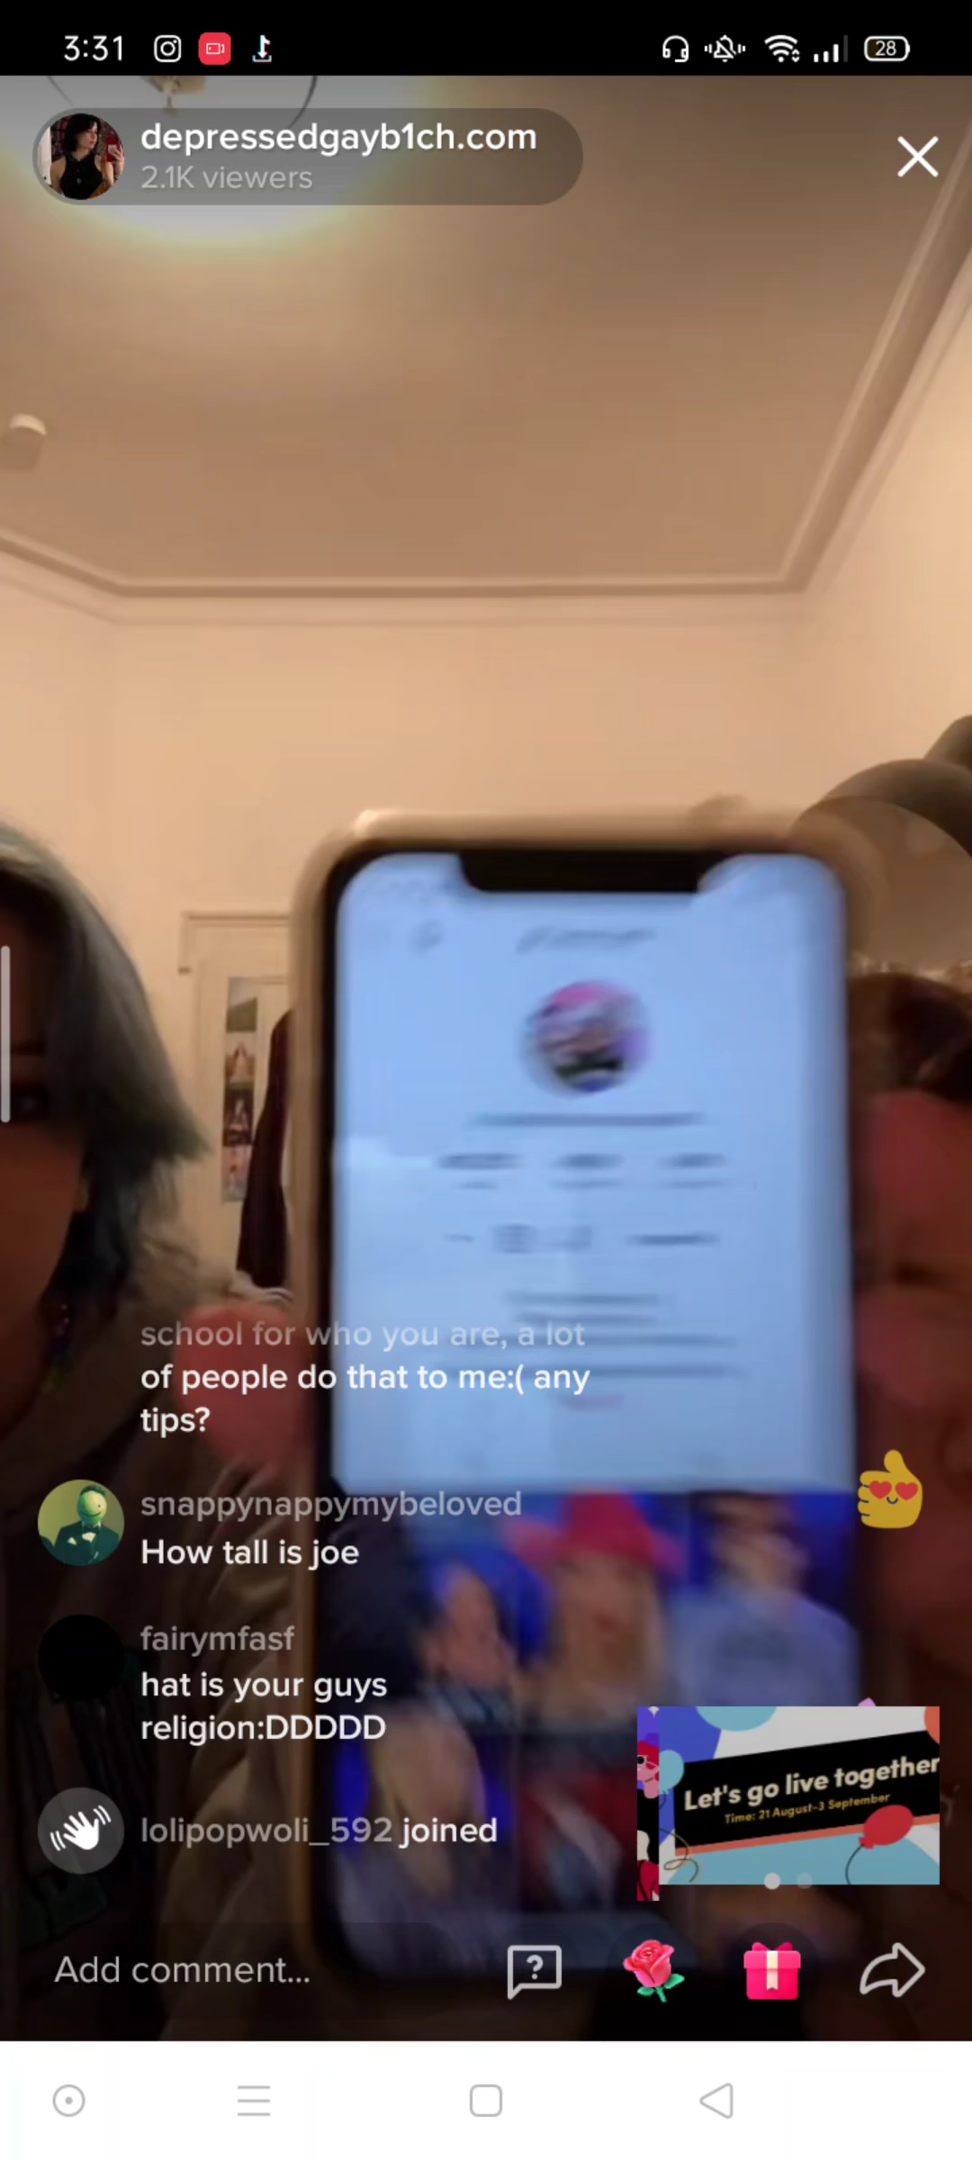 3:31
28
depressedgayb1ch.com
2.1K viewers
school for who you are, a lot
of people do that to me:( any
tips?
snappynappymybeloved
How tall is joe
fairymfasf
hat is your guys
religion:DDDDD
lolipopwoli_592 joined
Let's go live together
Time: 21 August-3 September
Add comment...